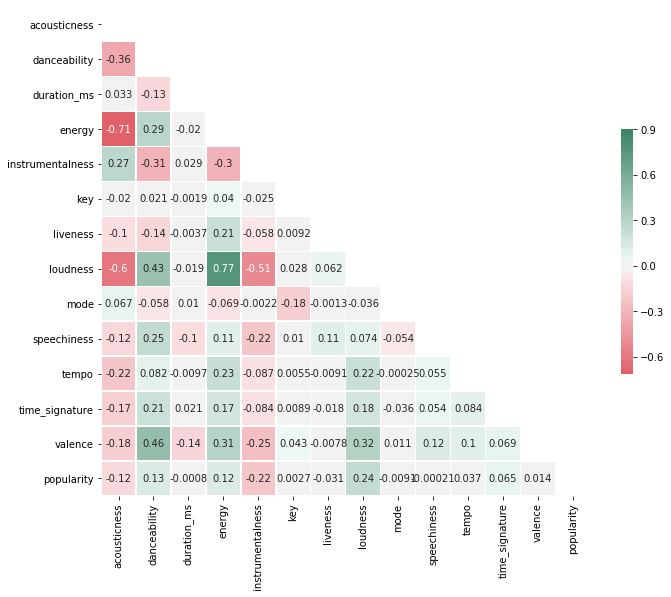 acousticness
danceability -0.36
duration_ms 0.033 -0.13
energy -0.71 0.29 -0.02
instrumentalness 0.27 -0.31 0.029 -0.3
key -0.02 0.021 -0.0019 0.04 -0.025
liveness -0.1 -0.14 -0.0037 0.21 -0.058 0.0092
loudness -0.6 0.43 -0.019 0.77 -0.51 0.028 0.062
mode 0.067 -0.058 0.01 -0.069 -0.0022 -0.18 -0.0013 -0.036
speechiness -0.12 0.25 -0.1 0.11 -0.22 0.01 0.11 0.074 -0.054
tempo -0.22 0.082 -0.0097 0.23 -0.087 0.0055 -0.0091 0.22 -0.00025 0.055
time_signature -0.17 0.21 0.021 0.17 -0.084 0.0089 -0.018 0.18 -0.036 0.054 0.084
valence -0.18 0.46 -0.14 0.31 -0.25 0.043 -0.0078 0.32 0.011 0.12 0.1 0.069
popularity -0.12 0.13 -0.0008 0.12 -0.22 0.0027 -0.031 0.24 -0.0091 -0.00021 0.037 0.065 0.014
acousticness danceability duration_ms energy instrumentalness key liveness loudness mode speechiness tempo time_signature valence popularity
0.9
0.6
0.3
0.0
−0.3
−0.6